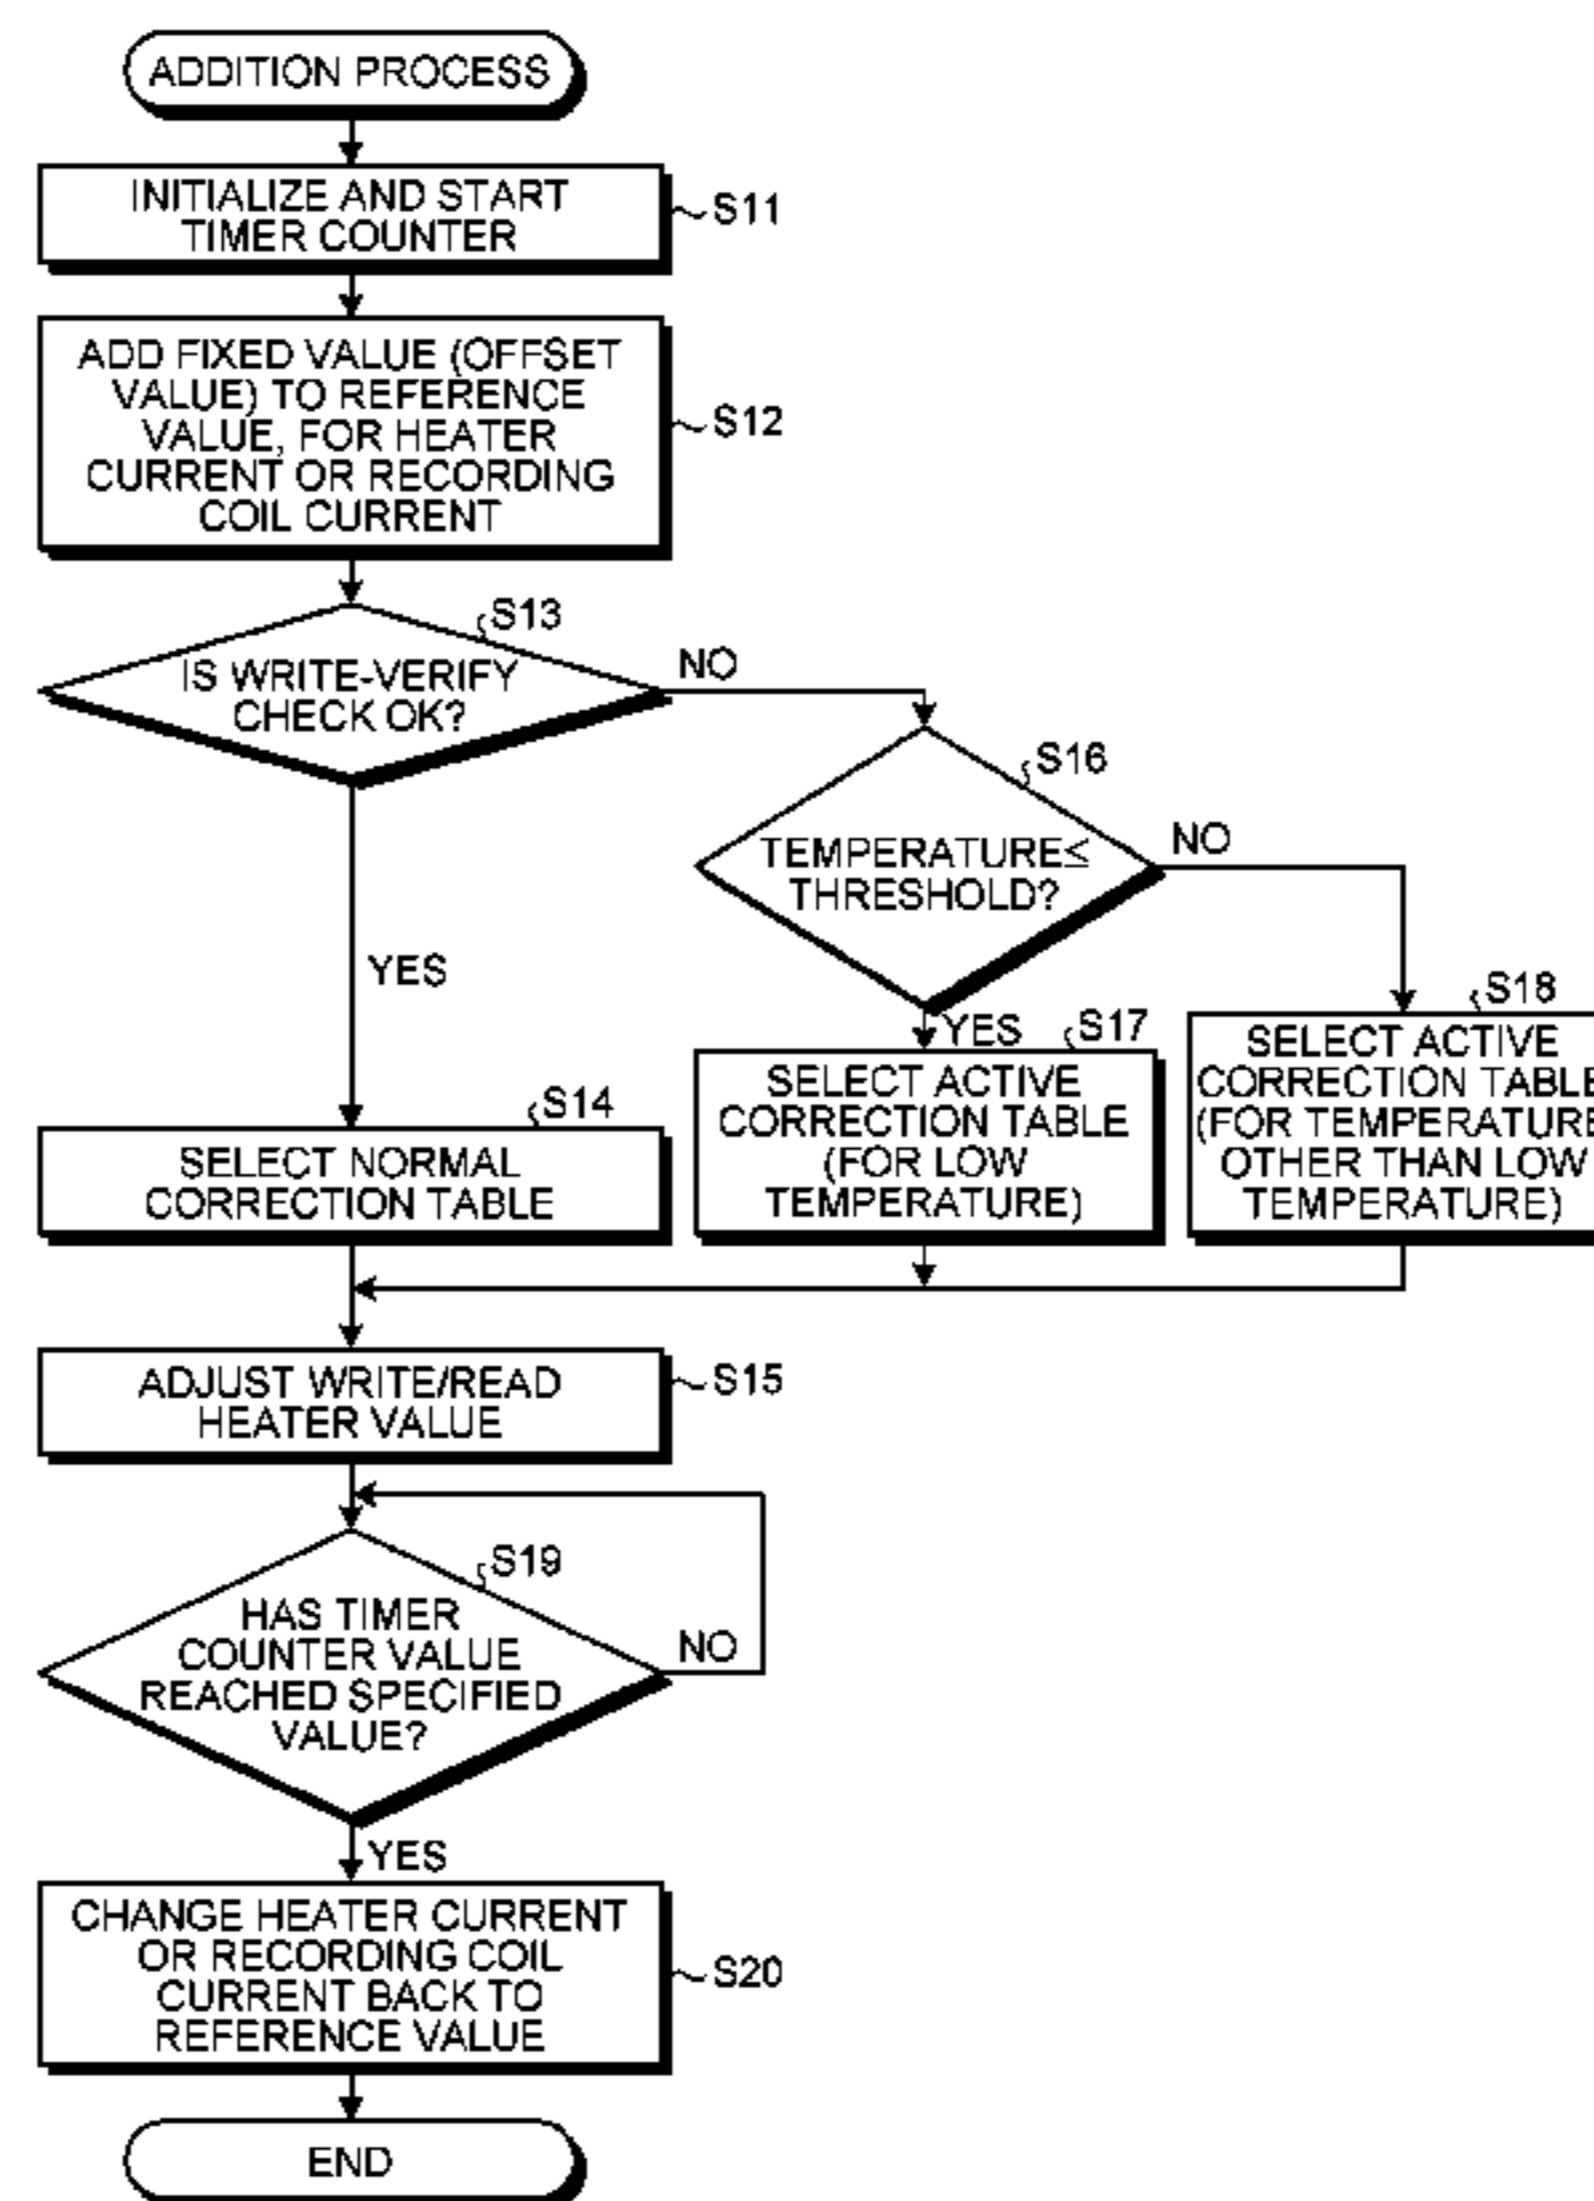 ADDITION PROCESS
INITIALIZE AND START
TIMER COUNTER
S11
ADD FIXED VALUE (OFFSET
VALUE) TO REFERENCE
VALUE, FOR HEATER
CURRENT OR RECORDING
COIL CURRENT
S12
S13
IS WRITE-VERIFY
CHECK OK?
NO
YES
S16
TEMPERATURE≤
THRESHOLD?
NO
YES
S14
SELECT NORMAL
CORRECTION TABLE
S17
SELECT ACTIVE
CORRECTION TABLE
(FOR LOW
TEMPERATURE)
S18
SELECT ACTIVE
CORRECTION TABLE
(FOR TEMPERATURE
OTHER THAN LOW
TEMPERATURE)
ADJUST WRITE/READ
HEATER VALUE
S15
S19
HAS TIMER
COUNTER VALUE
REACHED SPECIFIED
VALUE?
NO
YES
CHANGE HEATER CURRENT
OR RECORDING COIL
CURRENT BACK TO
REFERENCE VALUE
S20
END